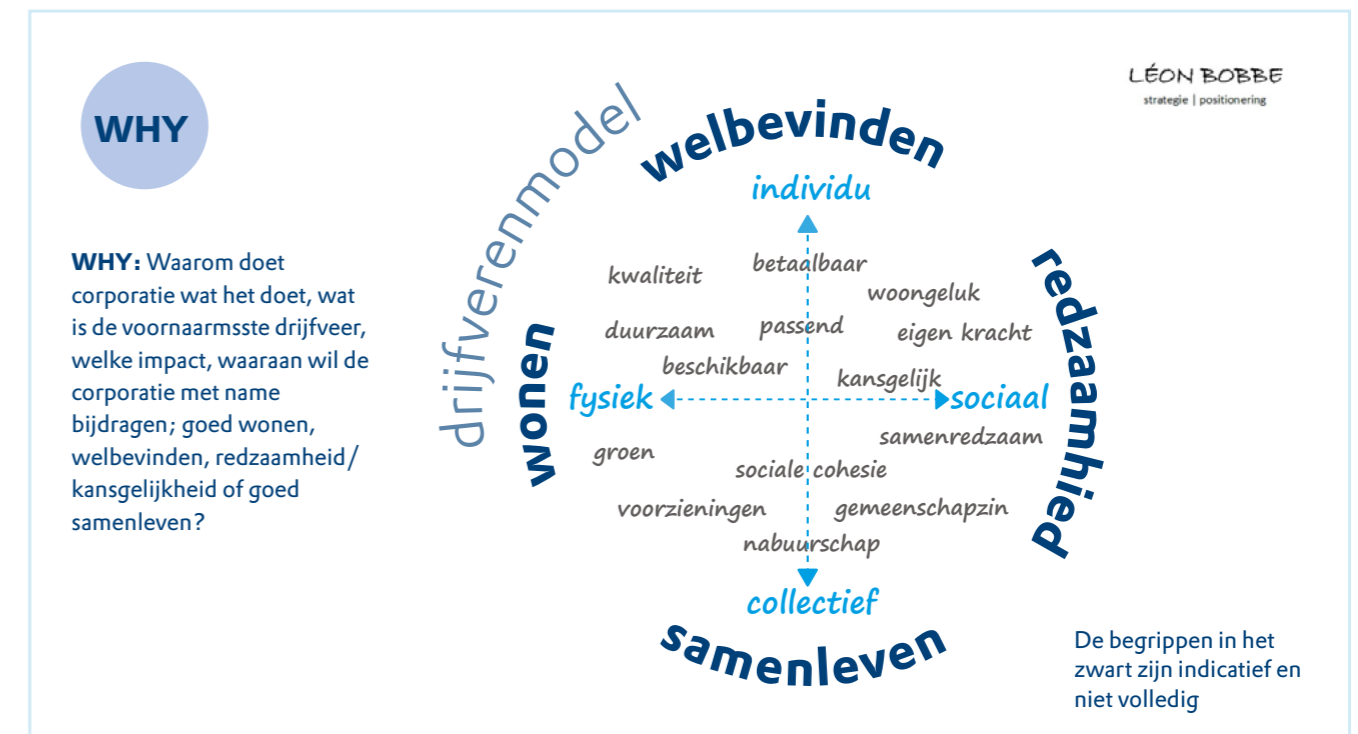 WHY
LÉON BOBBE
strategie | positionering
drijfverenmodel
welbevinden
individu
redzaamhied
wonen
samenleven
WHY: Waarom doet
corporatie wat het doet, wat
is de voornaarmsste drijfveer,
welke impact, waaraan wil de
corporatie met name
bijdragen; goed wonen,
welbevinden, redzaamheid/
kansgelijkheid of goed
samenleven?
betaalbaar
kwaliteit
woongeluk
duurzaam
passend
eigen kracht
beschikbaar
kansgelijk
fysiek
sociaal
samenredzaam
groen
sociale cohesie
voorzieningen
gemeenschapzin
nabuurschap
collectief
De begrippen in het
zwart zijn indicatief en
niet volledig